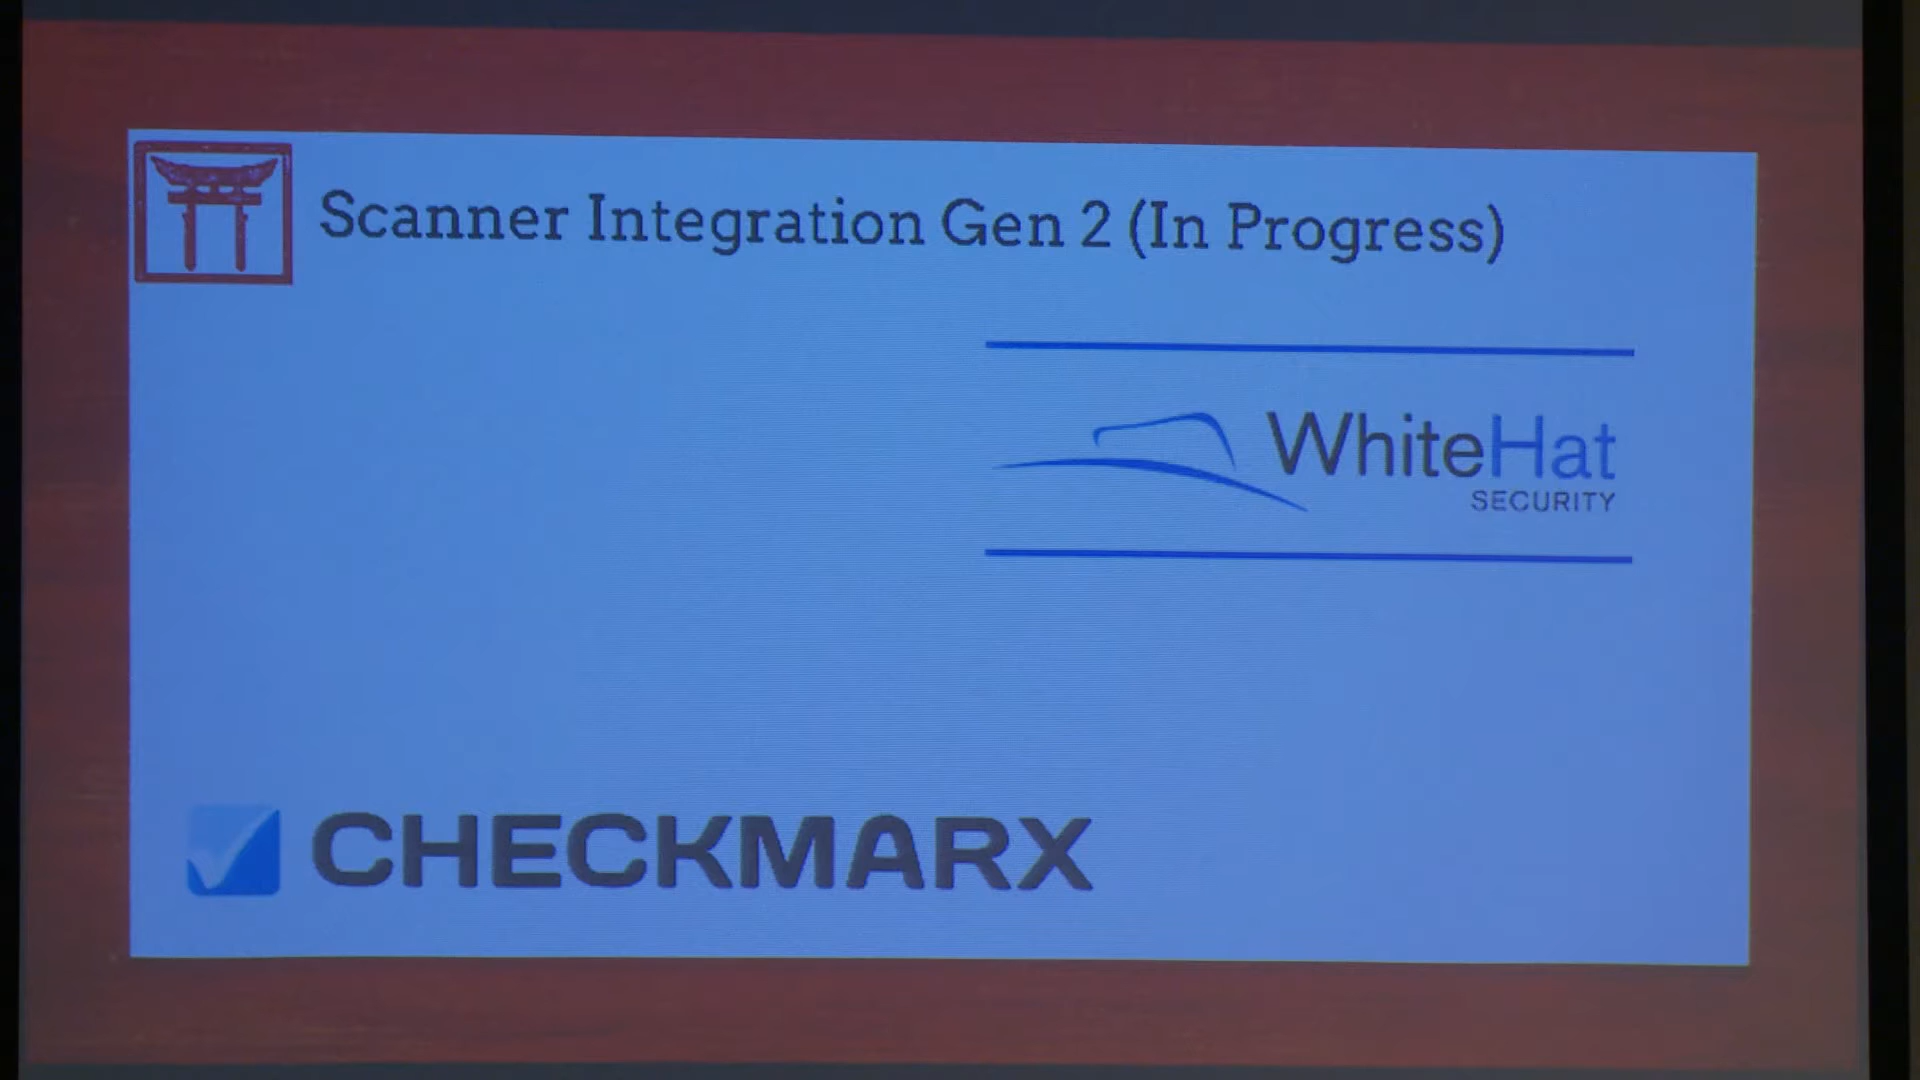 Scanner Integration Gen 2 (In Progress)
WhiteHat
SECURITY
CHECKMARX